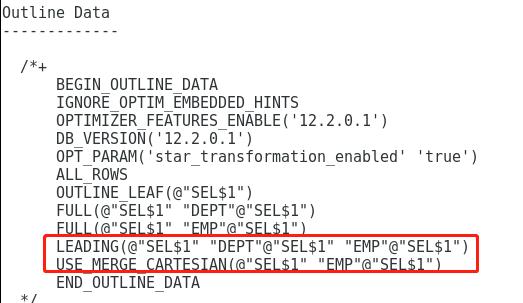 Outline Data
-------------
/*+
BEGIN_OUTLINE_DATA
IGNORE_OPTIM_EMBEDDED_HINTS
OPTIMIZER_FEATURES_ENABLE('12.2.0.1')
DB_VERSION('12.2.0.1')
OPT_PARAM('star_transformation_enabled' 'true')
ALL_ROWS
OUTLINE_LEAF(@"SEL$1")
FULL(@"SEL$1" "DEPT"@"SEL$1")
FULL(@"SEL$1" "EMP"@"SEL$1")
LEADING(@"SEL$1" "DEPT"@"SEL$1" "EMP"@"SEL$1")
USE_MERGE_CARTESIAN(@"SEL$1" "EMP"@"SEL$1")
END_OUTLINE_DATA
*/